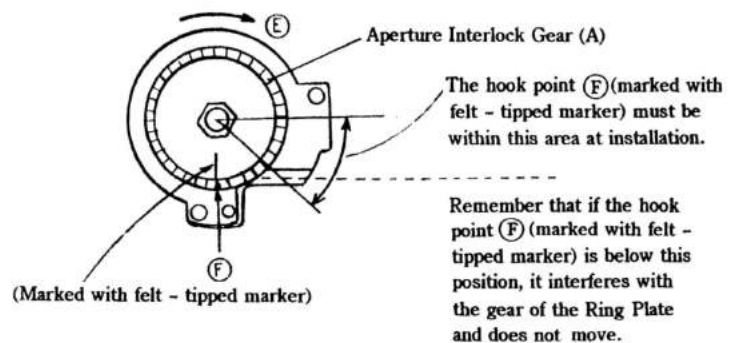 Ⓔ
Aperture Interlock Gear (A)
The hook point Ⓕ (marked with
felt - tipped marker) must be
within this area at installation.
Remember that if the hook
point Ⓕ (marked with felt -
tipped marker) is below this
position, it interferes with
the gear of the Ring Plate
and does not move.
Ⓕ
(Marked with felt - tipped marker)